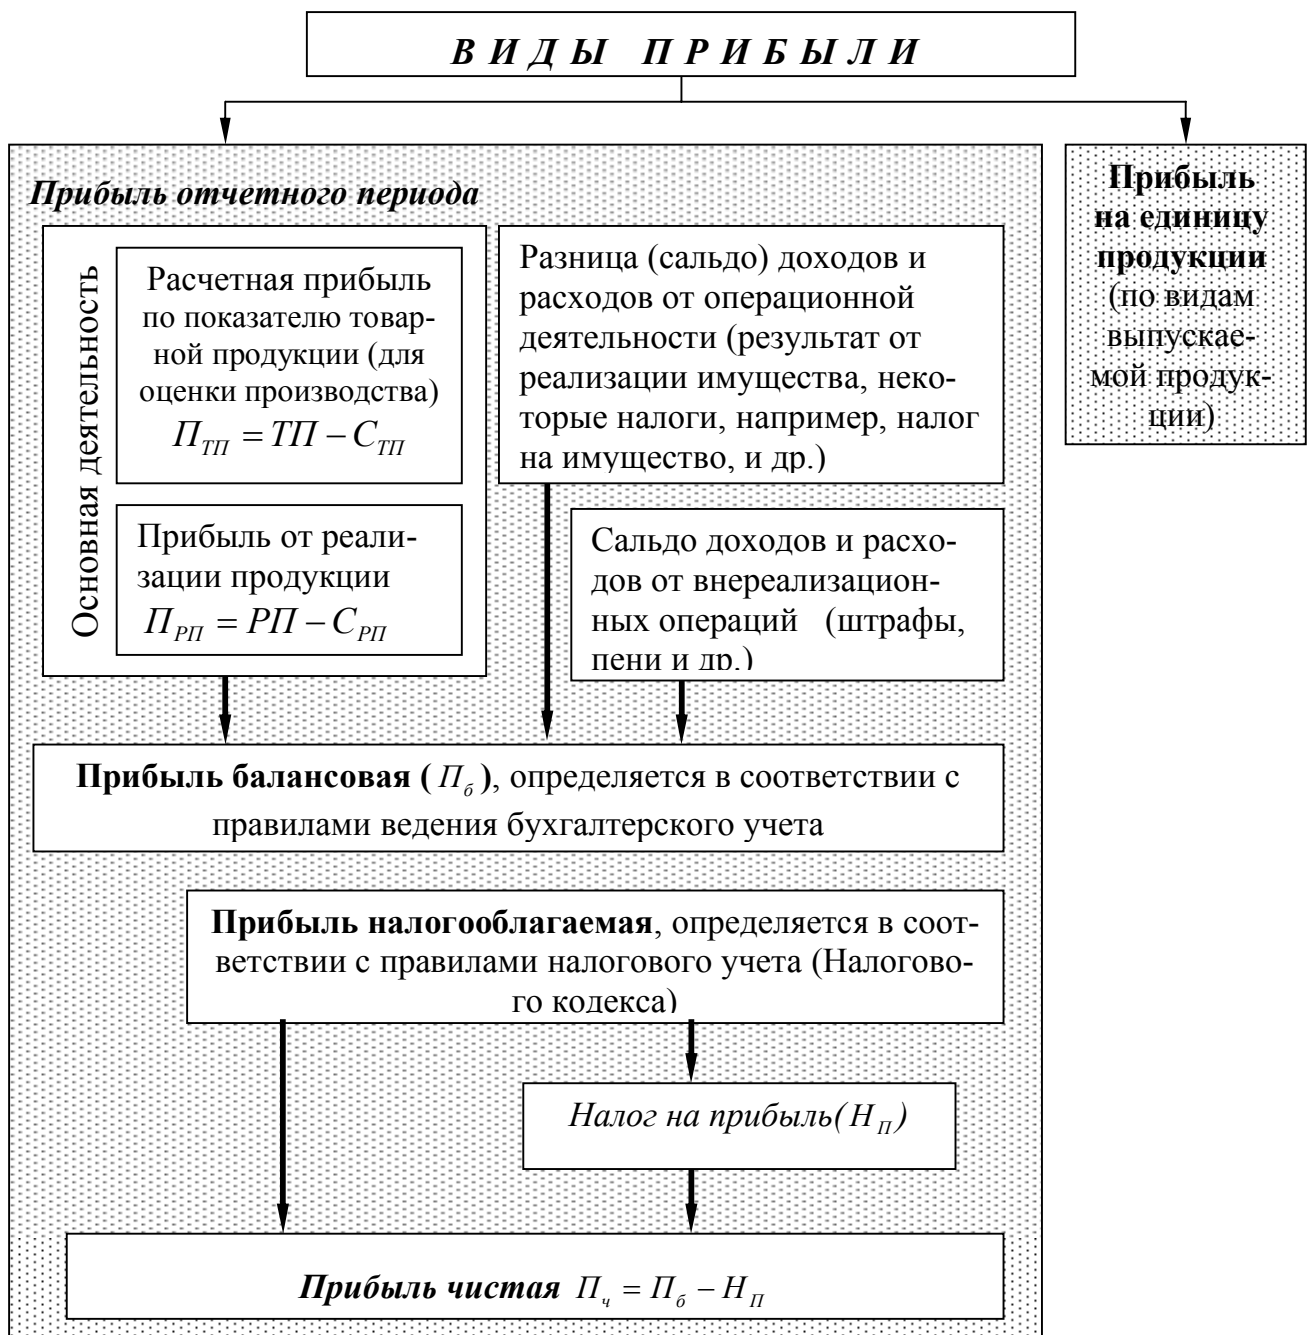 ВИДЫ ПРИБЫЛИ
Прибыль отчетного периода
Основная деятельность
Расчетная прибыль
по показателю товар-
ной продукции (для
оценки производства)
П_ТП = ТП – С_ТП
Прибыль от реали-
зации продукции
П_РП = РП – С_РП
Разница (сальдо) доходов и
расходов от операционной
деятельности (результат от
реализации имущества, неко-
торые налоги, например, налог
на имущество, и др.)
Сальдо доходов и расхо-
дов от внереализацион-
ных операций (штрафы,
пени и др.)
Прибыль
на единицу
продукции
(по видам
выпускае-
мой продук-
ции)
Прибыль балансовая (П_б), определяется в соответствии с
правилами ведения бухгалтерского учета
Прибыль налогооблагаемая, определяется в соот-
ветствии с правилами налогового учета (Налогово-
го кодекса)
Налог на прибыль(Н_П)
Прибыль чистая П_ч = П_б – Н_П